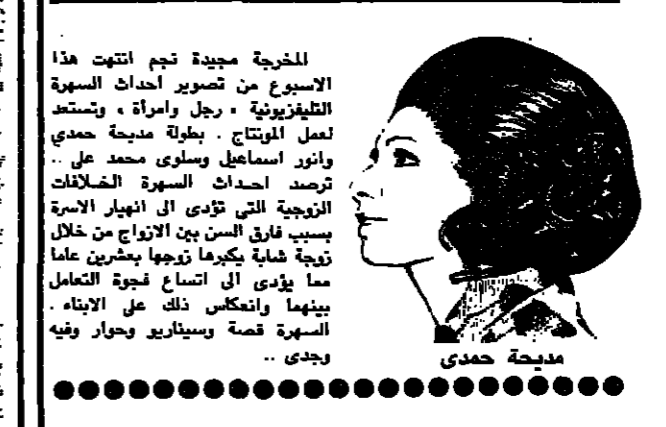 المخرجة مجيدة نجم انتهت هذا
الاسبوع من تصوير احداث السهرة
التليفزيونية « رجل وامرأة » وتستعد
لعمل المونتاج . بطولة مديحة حمدي
وانور اسماعيل وسلوى محمد على ..
ترصد احداث السهرة الخلافات
الزوجية التي تؤدى الى انهيار الاسرة
بسبب فارق السن بين الازواج من خلال
زوجة شابة يكبرها زوجها بعشرين عاما
مما يؤدى الى اتساع فجوة التعامل
بينهما وانعكاس ذلك على الابناء .
السهرة قصة وسيناريو وحوار وفيه
وجدى ..
مديحة حمدى